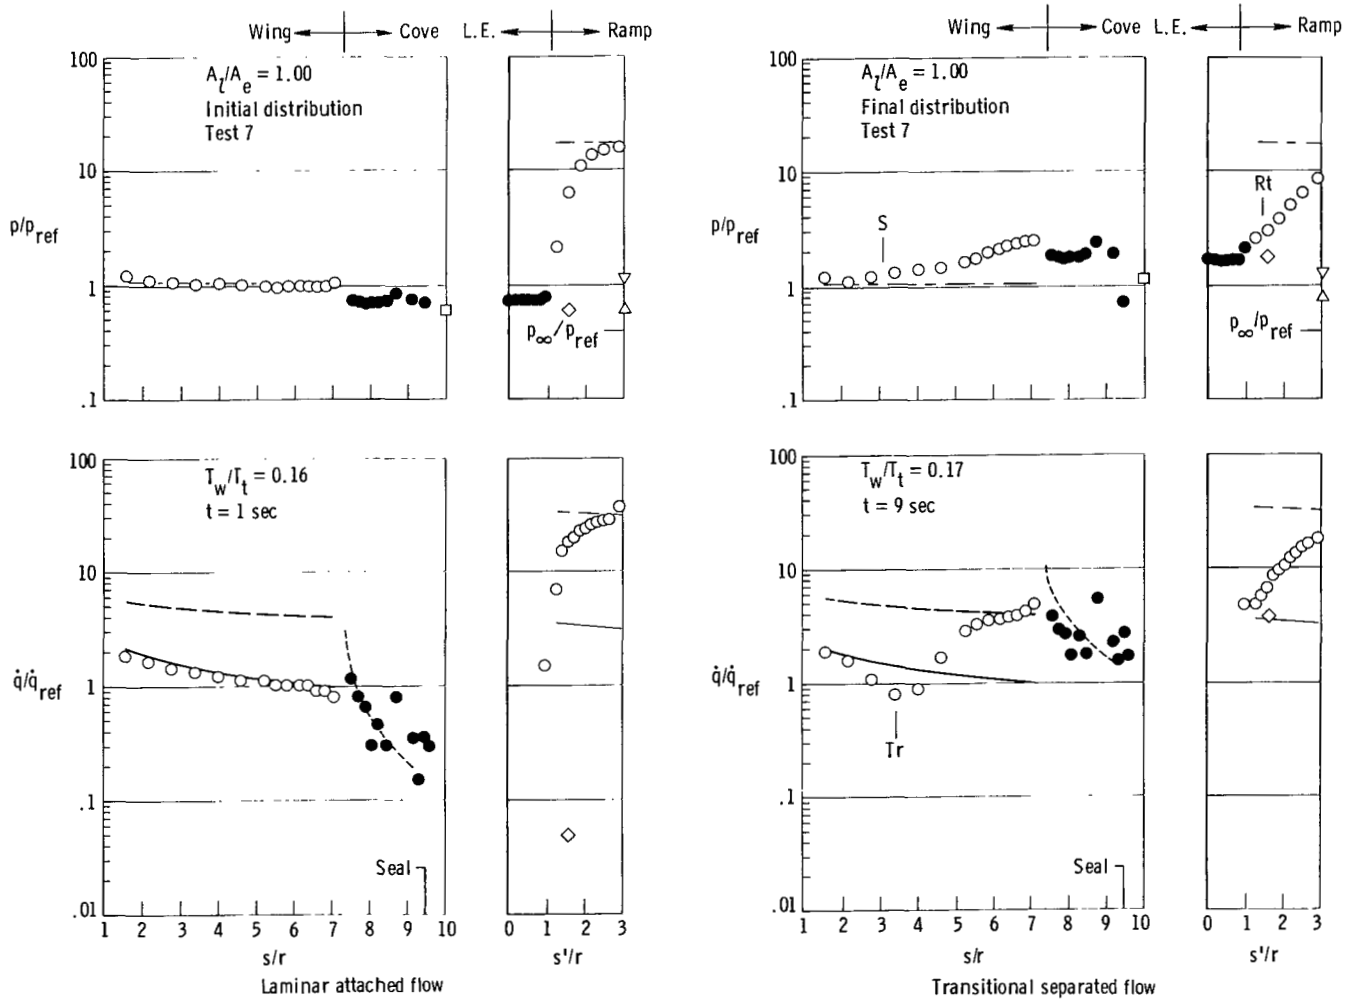 Wing Cove L.E. Ramp
A_l/A_e = 1.00
Initial distribution
Test 7
p/p_ref
100
10
1
.1
p_∞/p_ref
T_w/T_t = 0.16
t = 1 sec
q̇/q̇_ref
100
10
1
.1
.01
Seal
1 2 3 4 5 6 7 8 9 10
s/r
0 1 2 3
s'/r
Laminar attached flow
Wing Cove L.E. Ramp
A_l/A_e = 1.00
Final distribution
Test 7
p/p_ref
100
10
1
.1
S
Rt
p_∞/p_ref
T_w/T_t = 0.17
t = 9 sec
q̇/q̇_ref
100
10
1
.1
.01
Tr
Seal
1 2 3 4 5 6 7 8 9 10
s/r
0 1 2 3
s'/r
Transitional separated flow